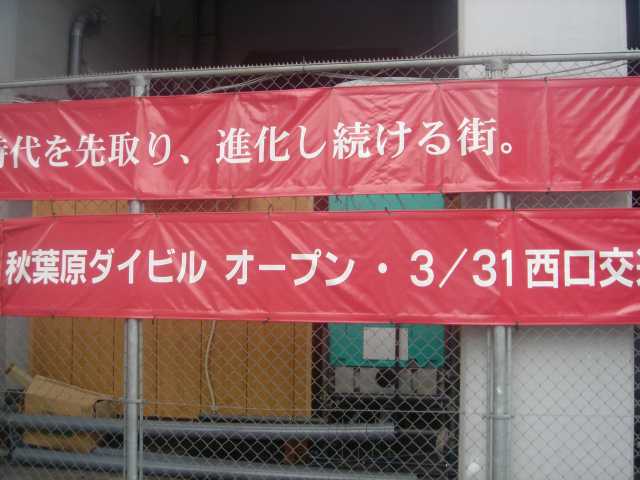 時代を先取り、進化し続ける街。
秋葉原ダイビル オープン・3/31西口交